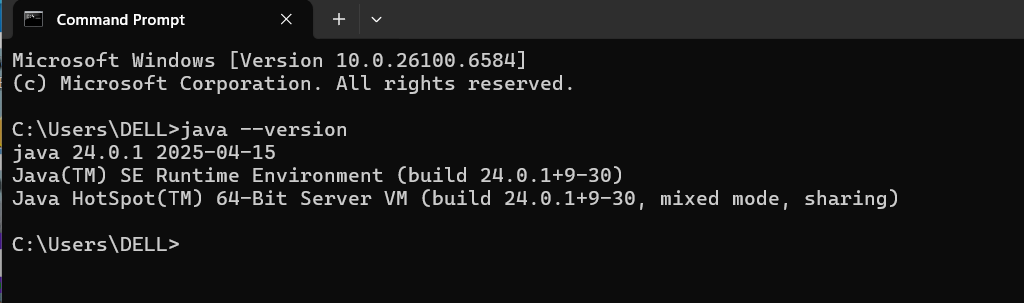 Command Prompt
Microsoft Windows [Version 10.0.26100.6584]
(c) Microsoft Corporation. All rights reserved.
C:\Users\DELL>java --version
java 24.0.1 2025-04-15
Java(TM) SE Runtime Environment (build 24.0.1+9-30)
Java HotSpot(TM) 64-Bit Server VM (build 24.0.1+9-30, mixed mode, sharing)
C:\Users\DELL>